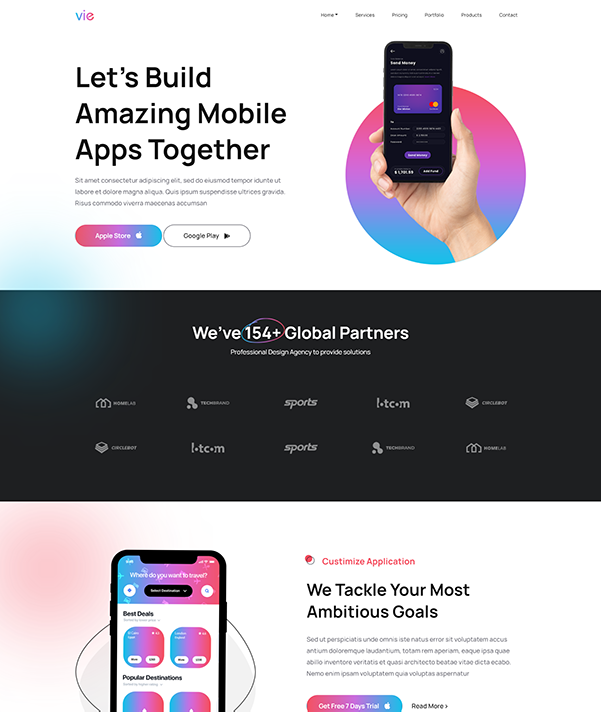 vie
Home Services Pricing Portfolio Products Contact
Let's Build
Amazing Mobile
Apps Together
Sit amet consectetur adipiscing elit, sed do eiusmod tempor idunte ut
labore et dolore magna aliqua. Quis ipsum suspendisse ultrices gravida.
Risus commodo viverra maecenas accumsan
Apple Store
Google Play
Send Money
To
Send Money
$ 1,701.59
Add Fund
We've 154+ Global Partners
Professional Design Agency to provide solutions
HOMELAB TECHBRAND sports l•tcm CIRCLEBOT
CIRCLEBOT l•tcm sports TECHBRAND HOMELAB
Where do you want to travel?
Select Destination
Best Deals
Popular Destinations
Custimize Application
We Tackle Your Most
Ambitious Goals
Sed ut perspiciatis unde omnis iste natus error sit voluptatem accus
antium doloremque laudantium, totam rem aperiam, eaque ipsa quae
abillo inventore veritatis et quasi architecto beatae vitae dicta ecabo.
Nemo enim ipsam voluptatem quia voluptas aspernatur
Get Free 7 Days Trial
Read More